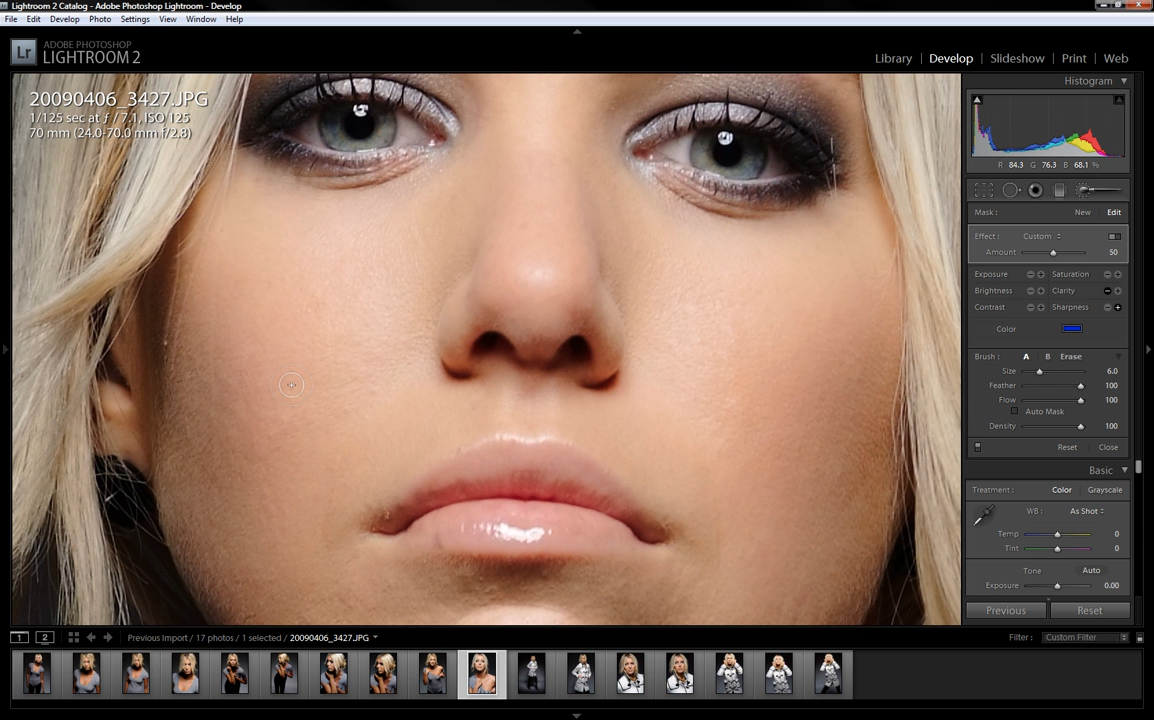 Lightroom 2 Catalog - Adobe Photoshop Lightroom - Develop
File Edit Develop Photo Settings View Window Help
Lr ADOBE PHOTOSHOP
LIGHTROOM 2
Library | Develop | Slideshow | Print | Web
20090406_3427.JPG
1/125 sec at ƒ / 7.1, ISO 125
70 mm (24.0-70.0 mm f/2.8)
Histogram
R 84.3 G 76.3 B 68.1 %
Mask : New Edit
Effect : Custom
Amount 50
Exposure Saturation
Brightness Clarity
Contrast Sharpness
Color
Brush : A B Erase
Size 6.0
Feather 100
Flow 100
Auto Mask
Density 100
Reset Close
Basic
Treatment : Color Grayscale
WB : As Shot
Temp 0
Tint 0
Tone Auto
Exposure 0.00
Previous Reset
1 2 Previous Import / 17 photos / 1 selected / 20090406_3427.JPG Filter : Custom Filter